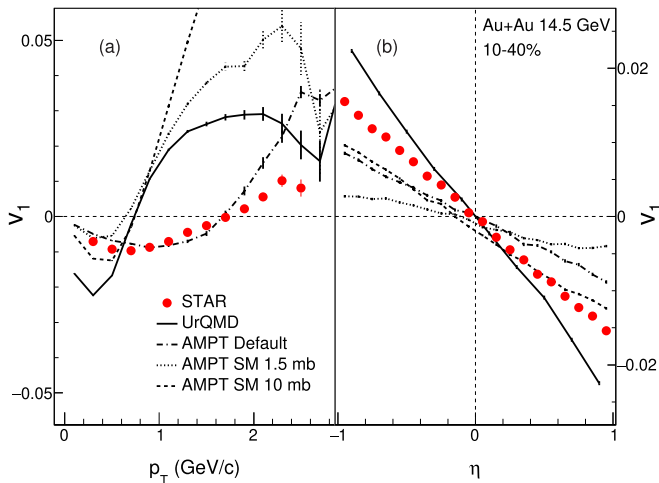 0.05
(a)
(b)
Au+Au 14.5 GeV
10-40%
0.02
v1
0
0
v1
STAR
UrQMD
AMPT Default
AMPT SM 1.5 mb
AMPT SM 10 mb
−0.05
−0.02
0
1
2
−1
0
1
pT (GeV/c)
η